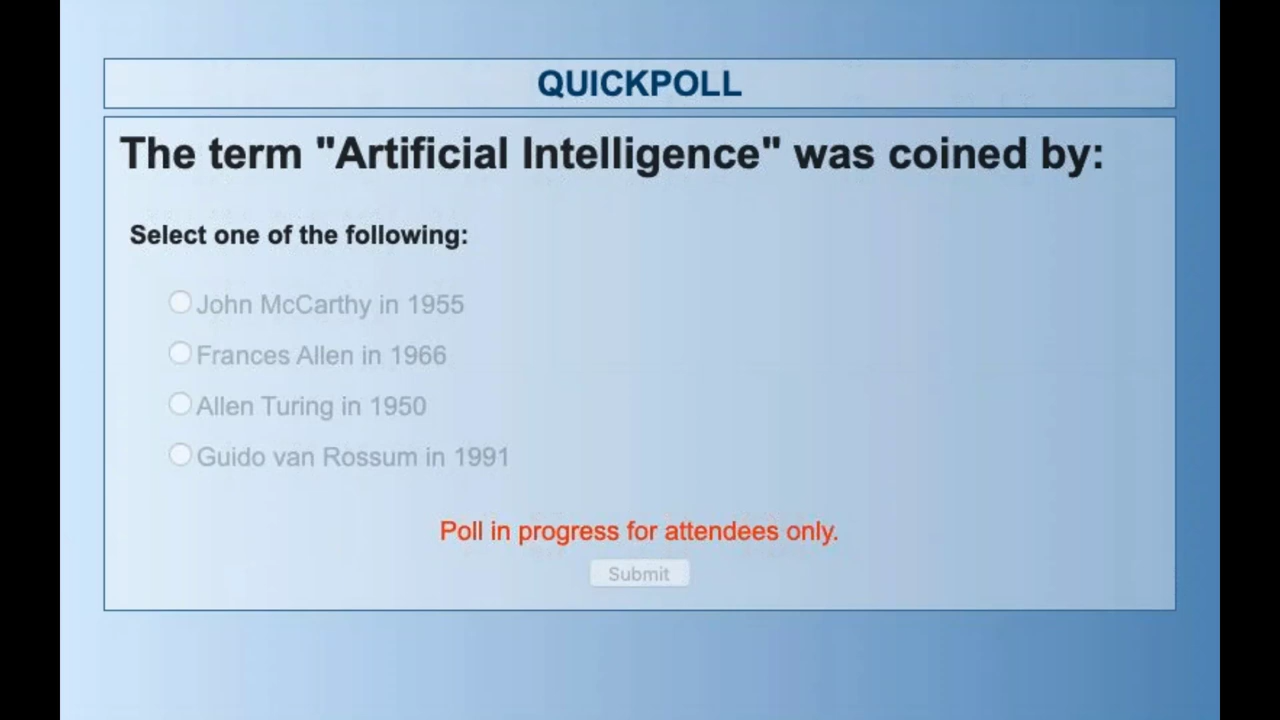 QUICKPOLL
The term "Artificial Intelligence" was coined by:
Select one of the following:
John McCarthy in 1955
Frances Allen in 1966
Allen Turing in 1950
Guido van Rossum in 1991
Poll in progress for attendees only.
Submit